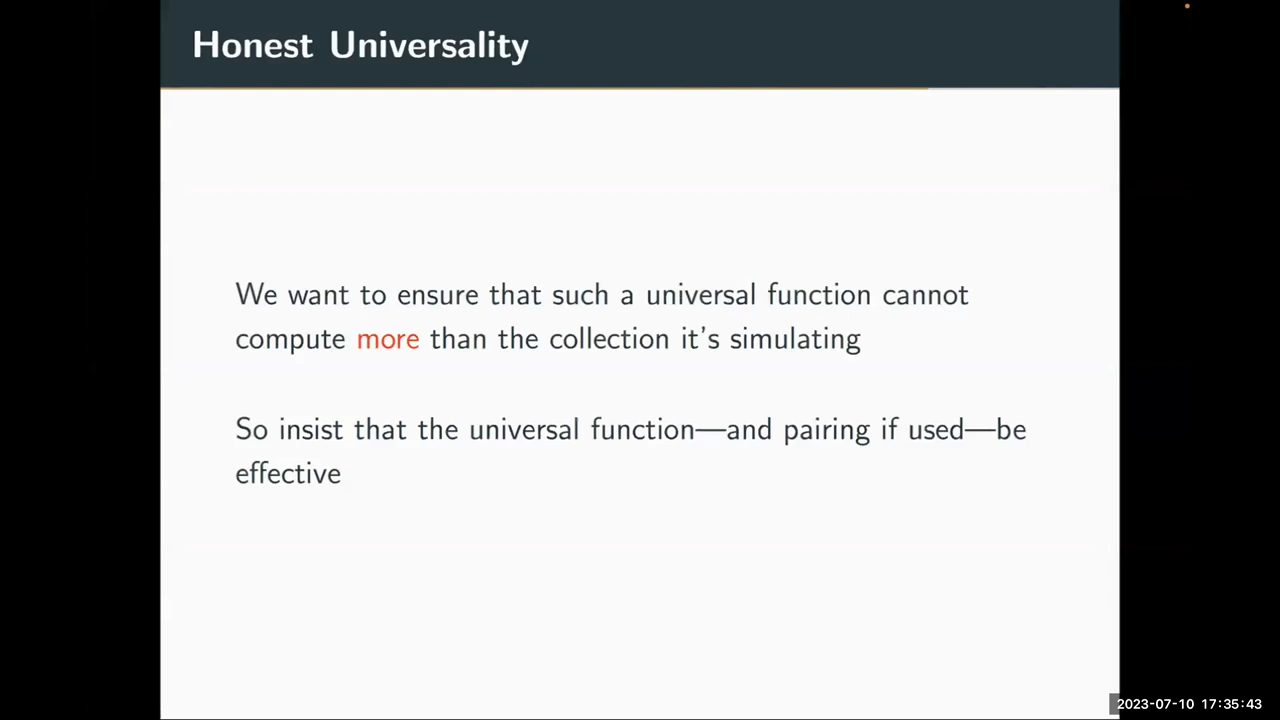 Honest Universality
We want to ensure that such a universal function cannot
compute more than the collection it's simulating
So insist that the universal function—and pairing if used—be
effective
2023-07-10 17:35:43